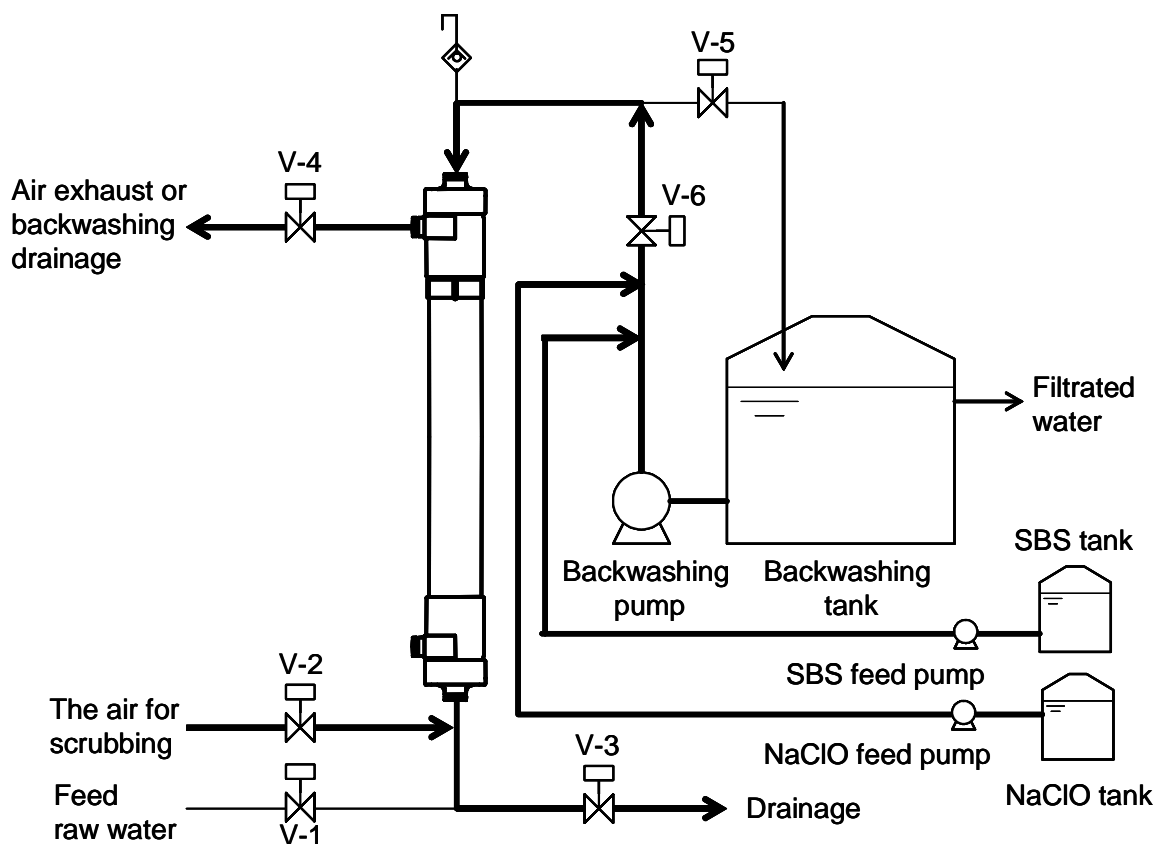 V-5
V-4
Air exhaust or
backwashing
drainage
V-6
Filtrated
water
Backwashing
pump
Backwashing
tank
SBS tank
SBS feed pump
V-2
The air for
scrubbing
V-3
NaClO feed pump
NaClO tank
Feed
raw water
V-1
Drainage